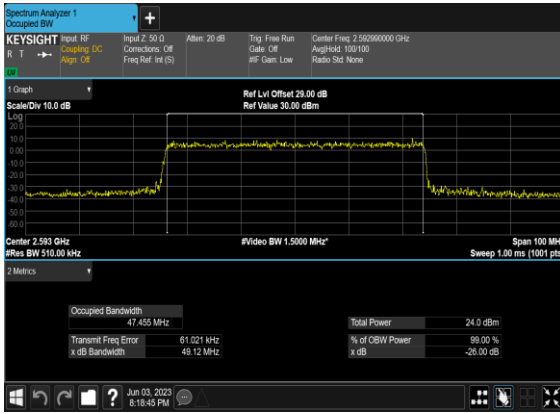 Spectrum Analyzer 1
Occupied BW
+
KEYSIGHT Input: RF
R T Coupling: DC
Align: Off
LXI
Input Z: 50 Ω
Corrections: Off
Freq Ref: Int (S)
Atten: 20 dB
Trig: Free Run
Gate: Off
#IF Gain: Low
Center Freq: 2.592990000 GHz
Avg|Hold: 100/100
Radio Std: None
1 Graph
Scale/Div 10.0 dB
Ref Lvl Offset 29.00 dB
Ref Value 30.00 dBm
Log
20.0
10.0
0.00
-10.0
-20.0
-30.0
-40.0
-50.0
-60.0
Center 2.593 GHz
#Res BW 510.00 kHz
#Video BW 1.5000 MHz*
Span 100 MH
Sweep 1.00 ms (1001 pts
2 Metrics
Occupied Bandwidth
47.455 MHz
Total Power 24.0 dBm
Transmit Freq Error 61.021 kHz
% of OBW Power 99.00 %
x dB Bandwidth 49.12 MHz
x dB -26.00 dB
?
Jun 03, 2023
8:18:45 PM